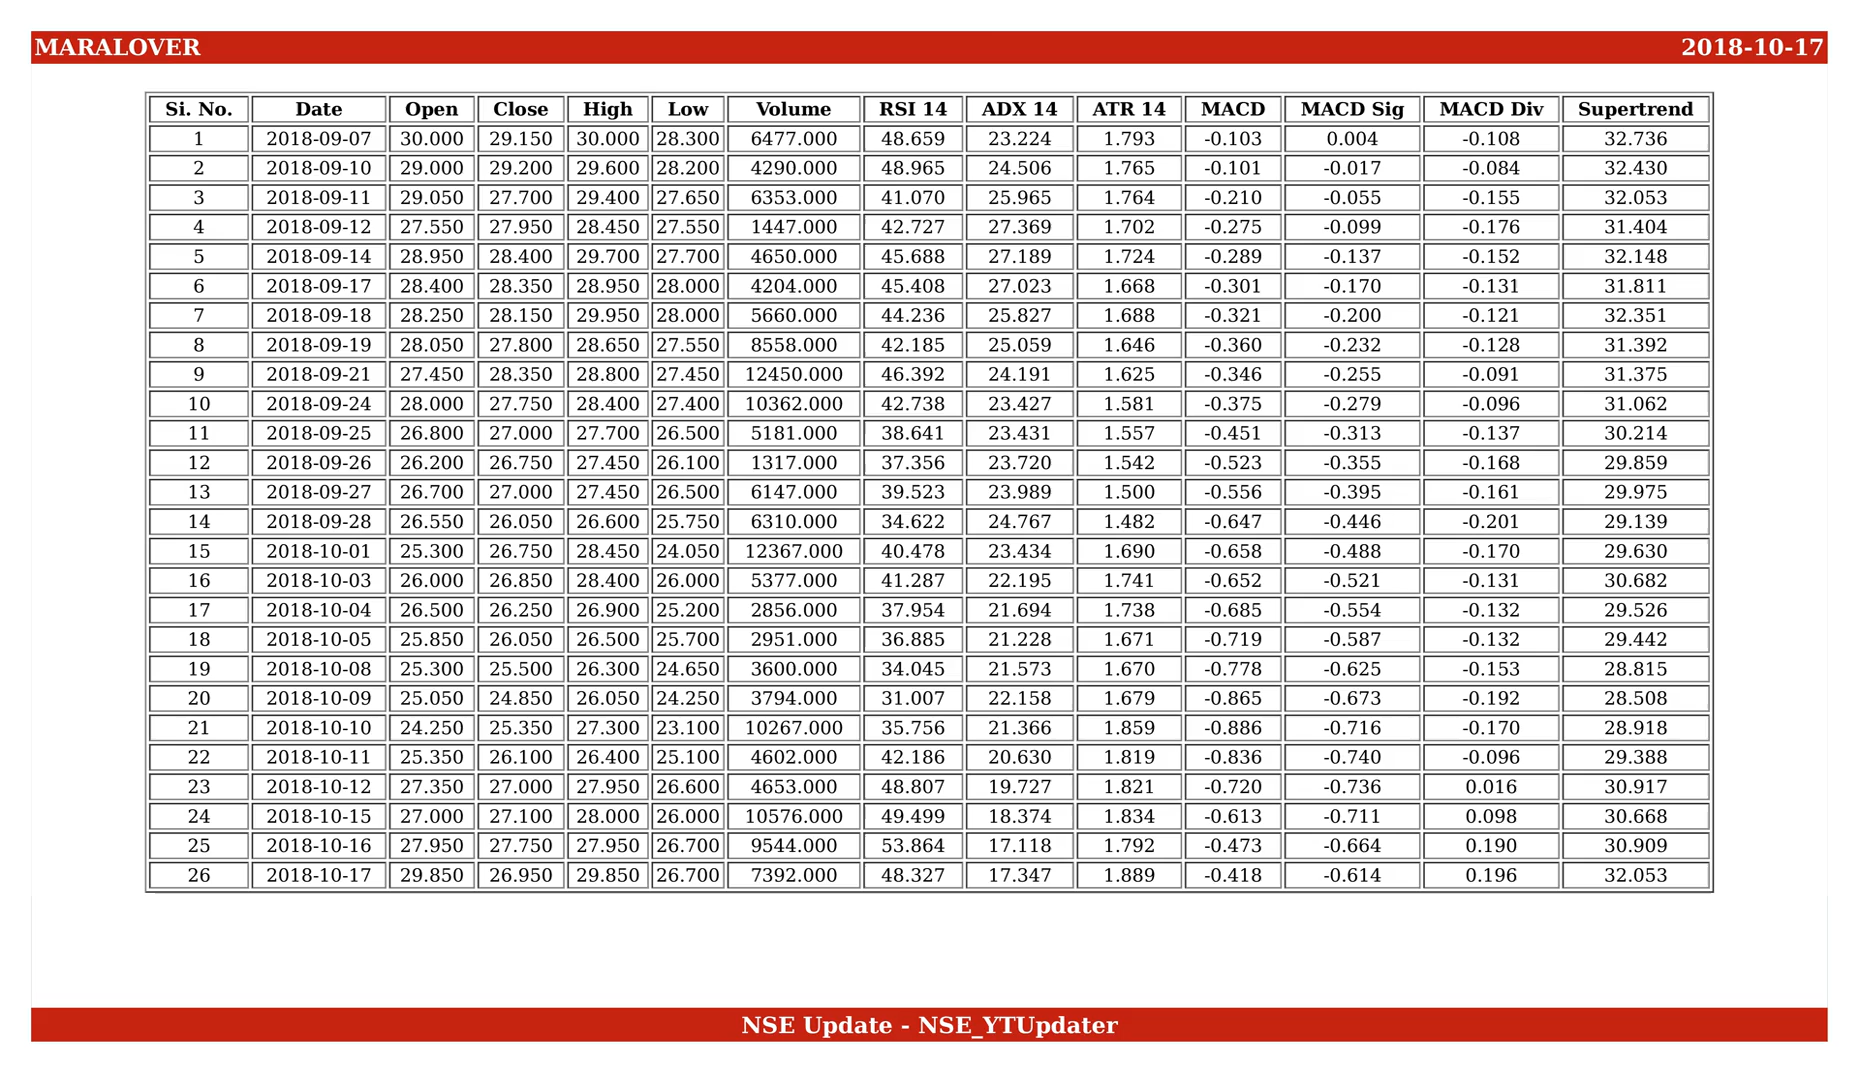 MARALOVER 2018-10-17
Si. No. Date Open Close High Low Volume RSI 14 ADX 14 ATR 14 MACD MACD Sig MACD Div Supertrend
1 2018-09-07 30.000 29.150 30.000 28.300 6477.000 48.659 23.224 1.793 -0.103 0.004 -0.108 32.736
2 2018-09-10 29.000 29.200 29.600 28.200 4290.000 48.965 24.506 1.765 -0.101 -0.017 -0.084 32.430
3 2018-09-11 29.050 27.700 29.400 27.650 6353.000 41.070 25.965 1.764 -0.210 -0.055 -0.155 32.053
4 2018-09-12 27.550 27.950 28.450 27.550 1447.000 42.727 27.369 1.702 -0.275 -0.099 -0.176 31.404
5 2018-09-14 28.950 28.400 29.700 27.700 4650.000 45.688 27.189 1.724 -0.289 -0.137 -0.152 32.148
6 2018-09-17 28.400 28.350 28.950 28.000 4204.000 45.408 27.023 1.668 -0.301 -0.170 -0.131 31.811
7 2018-09-18 28.250 28.150 29.950 28.000 5660.000 44.236 25.827 1.688 -0.321 -0.200 -0.121 32.351
8 2018-09-19 28.050 27.800 28.650 27.550 8558.000 42.185 25.059 1.646 -0.360 -0.232 -0.128 31.392
9 2018-09-21 27.450 28.350 28.800 27.450 12450.000 46.392 24.191 1.625 -0.346 -0.255 -0.091 31.375
10 2018-09-24 28.000 27.750 28.400 27.400 10362.000 42.738 23.427 1.581 -0.375 -0.279 -0.096 31.062
11 2018-09-25 26.800 27.000 27.700 26.500 5181.000 38.641 23.431 1.557 -0.451 -0.313 -0.137 30.214
12 2018-09-26 26.200 26.750 27.450 26.100 1317.000 37.356 23.720 1.542 -0.523 -0.355 -0.168 29.859
13 2018-09-27 26.700 27.000 27.450 26.500 6147.000 39.523 23.989 1.500 -0.556 -0.395 -0.161 29.975
14 2018-09-28 26.550 26.050 26.600 25.750 6310.000 34.622 24.767 1.482 -0.647 -0.446 -0.201 29.139
15 2018-10-01 25.300 26.750 28.450 24.050 12367.000 40.478 23.434 1.690 -0.658 -0.488 -0.170 29.630
16 2018-10-03 26.000 26.850 28.400 26.000 5377.000 41.287 22.195 1.741 -0.652 -0.521 -0.131 30.682
17 2018-10-04 26.500 26.250 26.900 25.200 2856.000 37.954 21.694 1.738 -0.685 -0.554 -0.132 29.526
18 2018-10-05 25.850 26.050 26.500 25.700 2951.000 36.885 21.228 1.671 -0.719 -0.587 -0.132 29.442
19 2018-10-08 25.300 25.500 26.300 24.650 3600.000 34.045 21.573 1.670 -0.778 -0.625 -0.153 28.815
20 2018-10-09 25.050 24.850 26.050 24.250 3794.000 31.007 22.158 1.679 -0.865 -0.673 -0.192 28.508
21 2018-10-10 24.250 25.350 27.300 23.100 10267.000 35.756 21.366 1.859 -0.886 -0.716 -0.170 28.918
22 2018-10-11 25.350 26.100 26.400 25.100 4602.000 42.186 20.630 1.819 -0.836 -0.740 -0.096 29.388
23 2018-10-12 27.350 27.000 27.950 26.600 4653.000 48.807 19.727 1.821 -0.720 -0.736 0.016 30.917
24 2018-10-15 27.000 27.100 28.000 26.000 10576.000 49.499 18.374 1.834 -0.613 -0.711 0.098 30.668
25 2018-10-16 27.950 27.750 27.950 26.700 9544.000 53.864 17.118 1.792 -0.473 -0.664 0.190 30.909
26 2018-10-17 29.850 26.950 29.850 26.700 7392.000 48.327 17.347 1.889 -0.418 -0.614 0.196 32.053
NSE Update - NSE_YTUpdater